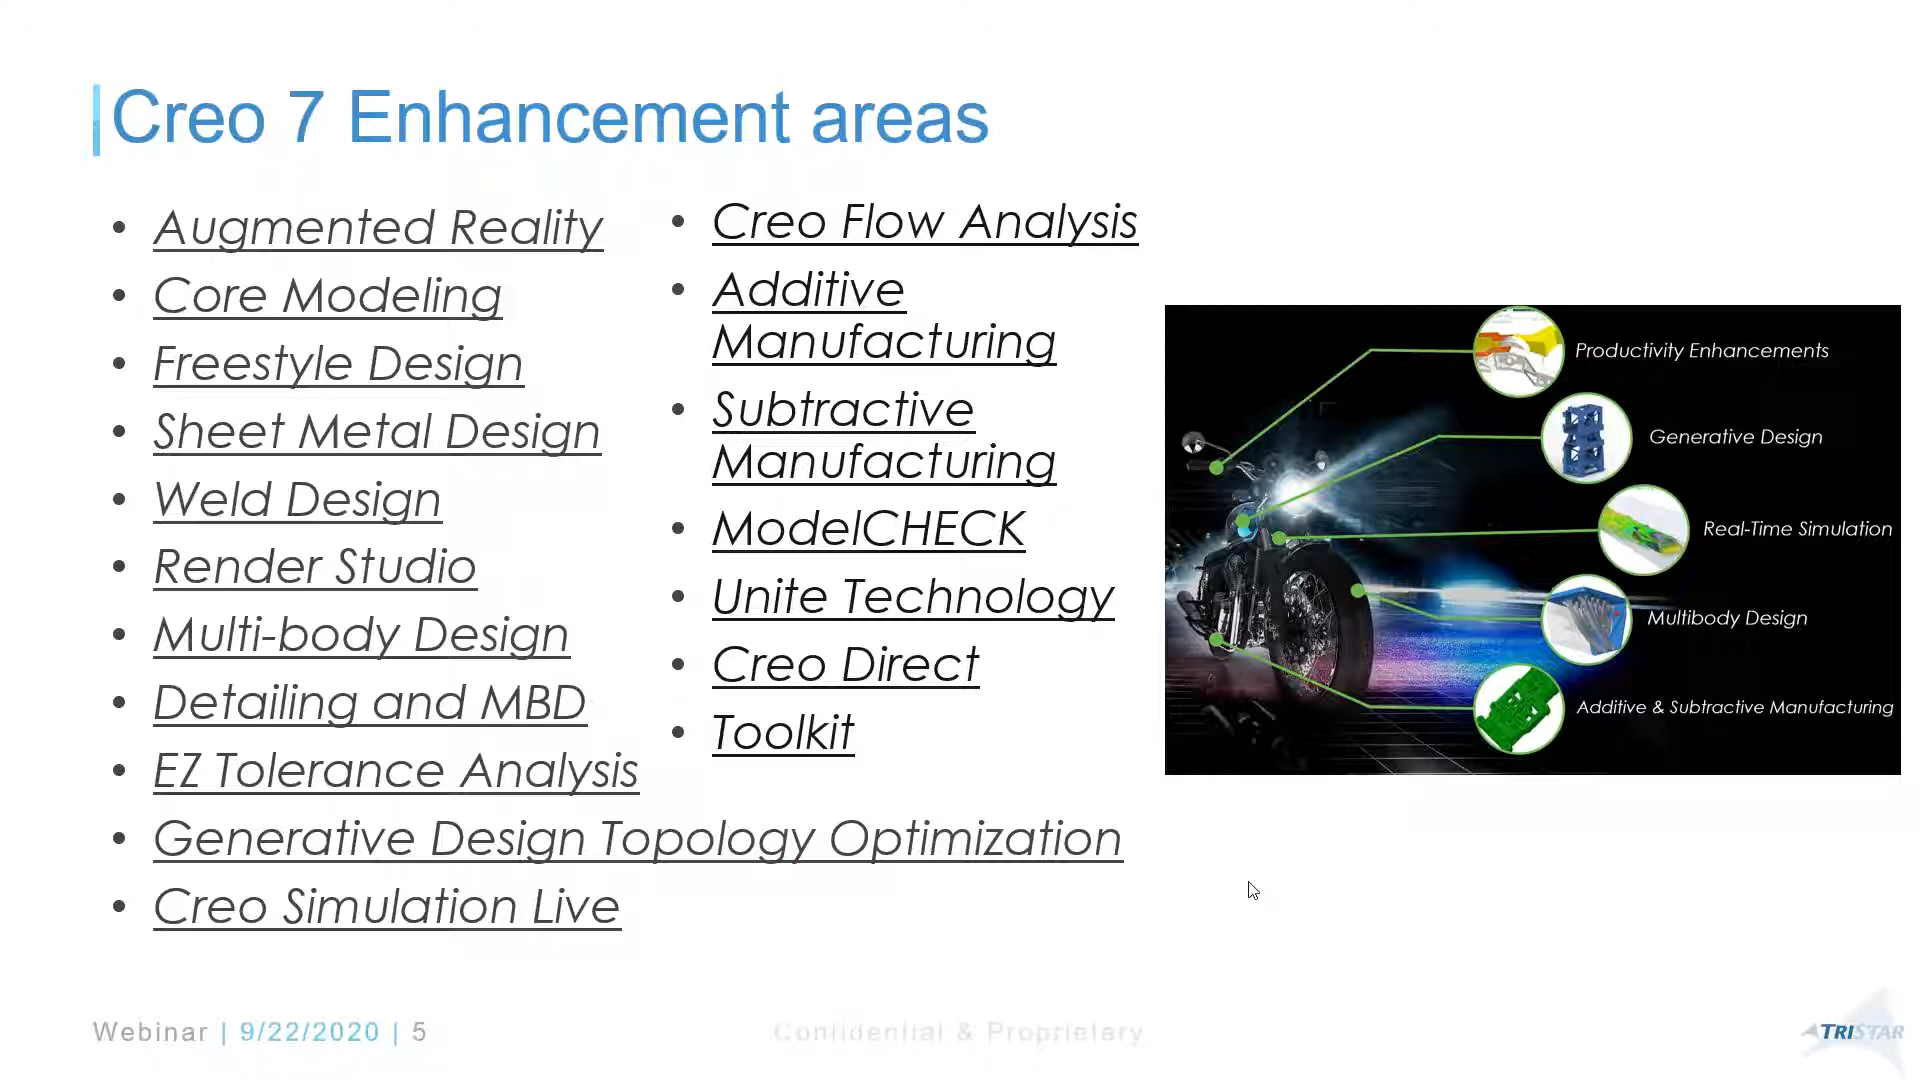 Creo 7 Enhancement areas
• Augmented Reality
• Core Modeling
• Freestyle Design
• Sheet Metal Design
• Weld Design
• Render Studio
• Multi-body Design
• Detailing and MBD
• EZ Tolerance Analysis
• Generative Design Topology Optimization
• Creo Simulation Live
• Creo Flow Analysis
• Additive
Manufacturing
• Subtractive
Manufacturing
• ModelCHECK
• Unite Technology
• Creo Direct
• Toolkit
Productivity Enhancements
Generative Design
Real-Time Simulation
Multibody Design
Additive & Subtractive Manufacturing
Webinar | 9/22/2020 | 5
Confidential & Proprietary
TRISTAR